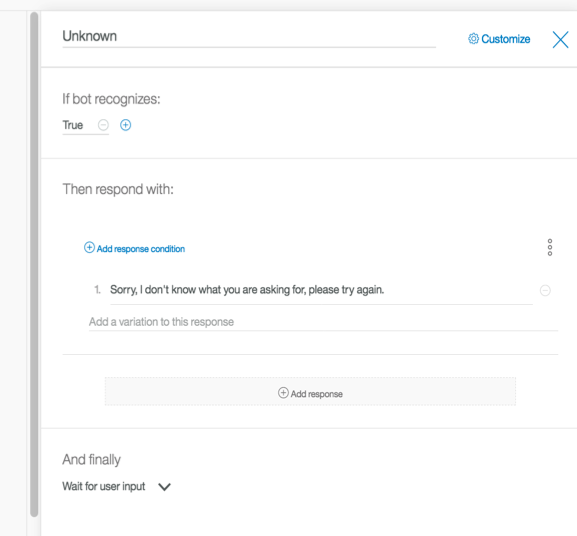 Unknown
Customize
If bot recognizes:
True
Then respond with:
Add response condition
1. Sorry, I don't know what you are asking for, please try again.
Add a variation to this response
Add response
And finally
Wait for user input